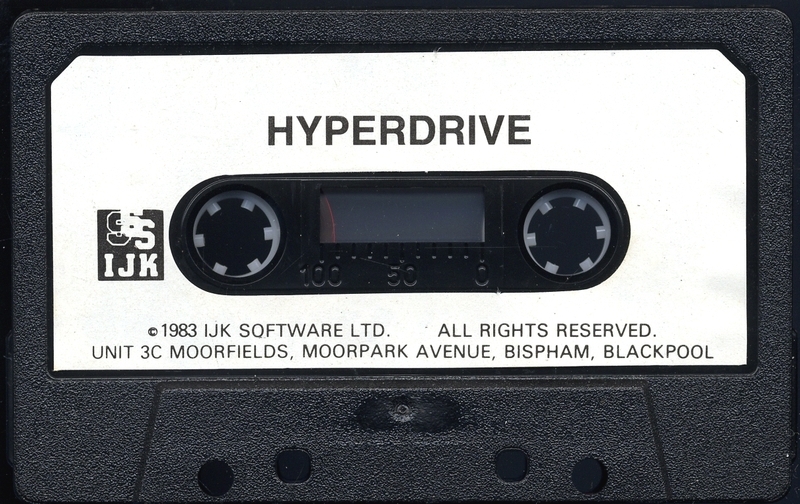 HYPERDRIVE
SS
IJK
100 50 0
©1983 IJK SOFTWARE LTD. ALL RIGHTS RESERVED.
UNIT 3C MOORFIELDS, MOORPARK AVENUE, BISPHAM, BLACKPOOL